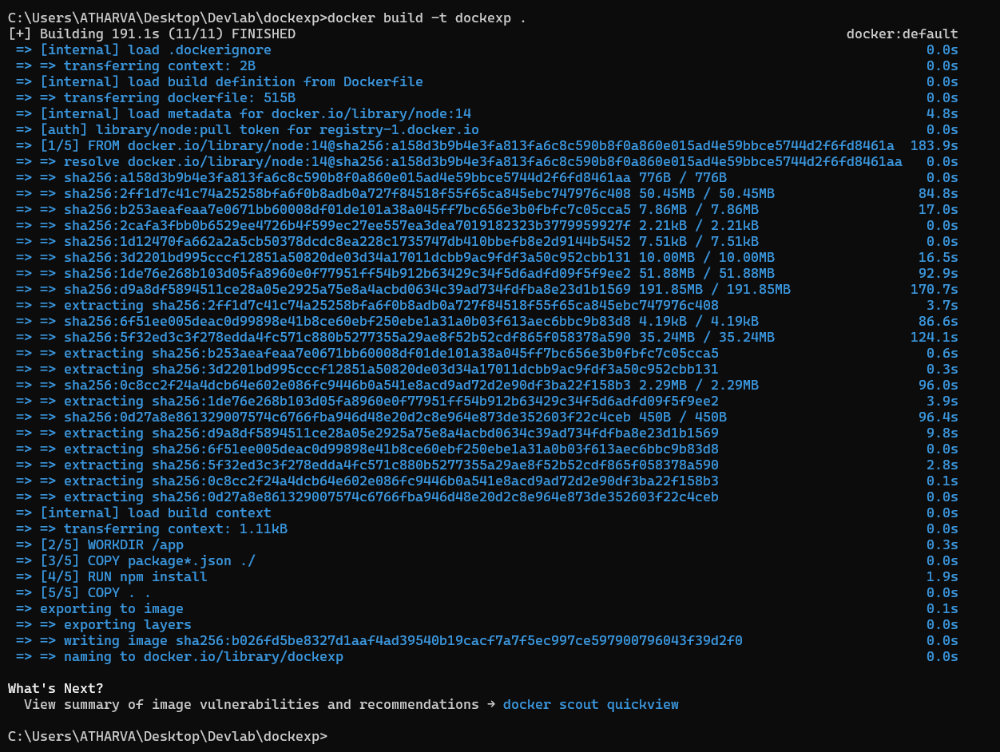 C:\Users\ATHARVA\Desktop\Devlab\dockexp>docker build -t dockexp .
[+] Building 191.1s (11/11) FINISHED docker:default
=> [internal] load .dockerignore 0.0s
=> => transferring context: 2B 0.0s
=> [internal] load build definition from Dockerfile 0.0s
=> => transferring dockerfile: 515B 0.0s
=> [internal] load metadata for docker.io/library/node:14 4.8s
=> [auth] library/node:pull token for registry-1.docker.io 0.0s
=> [1/5] FROM docker.io/library/node:14@sha256:a158d3b9b4e3fa813fa6c8c590b8f0a860e015ad4e59bbce5744d2f6fd8461a 183.9s
=> => resolve docker.io/library/node:14@sha256:a158d3b9b4e3fa813fa6c8c590b8f0a860e015ad4e59bbce5744d2f6fd8461aa 0.0s
=> => sha256:a158d3b9b4e3fa813fa6c8c590b8f0a860e015ad4e59bbce5744d2f6fd8461aa 776B / 776B 0.0s
=> => sha256:2ff1d7c41c74a25258bfa6f0b8adb0a727f84518f55f65ca845ebc747976c408 50.45MB / 50.45MB 84.8s
=> => sha256:b253aeafeaa7e0671bb60008df01de101a38a045ff7bc656e3b0fbfc7c05cca5 7.86MB / 7.86MB 17.0s
=> => sha256:2cafa3fbb0b6529ee4726b4f599ec27ee557ea3dea7019182323b3779959927f 2.21kB / 2.21kB 0.0s
=> => sha256:1d12470fa662a2a5cb50378dcdc8ea228c1735747db410bbefb8e2d9144b5452 7.51kB / 7.51kB 0.0s
=> => sha256:3d2201bd995cccf12851a50820de03d34a17011dcbb9ac9fdf3a50c952cbb131 10.00MB / 10.00MB 16.5s
=> => sha256:1de76e268b103d05fa8960e0f77951ff54b912b63429c34f5d6adfd09f5f9ee2 51.88MB / 51.88MB 92.9s
=> => sha256:d9a8df5894511ce28a05e2925a75e8a4acbd0634c39ad734fdfba8e23d1b1569 191.85MB / 191.85MB 170.7s
=> => extracting sha256:2ff1d7c41c74a25258bfa6f0b8adb0a727f84518f55f65ca845ebc747976c408 3.7s
=> => sha256:6f51ee005deac0d99898e41b8ce60ebf250ebe1a31a0b03f613aec6bbc9b83d8 4.19kB / 4.19kB 86.6s
=> => sha256:5f32ed3c3f278edda4fc571c880b5277355a29ae8f52b52cdf865f058378a590 35.24MB / 35.24MB 124.1s
=> => extracting sha256:b253aeafeaa7e0671bb60008df01de101a38a045ff7bc656e3b0fbfc7c05cca5 0.6s
=> => extracting sha256:3d2201bd995cccf12851a50820de03d34a17011dcbb9ac9fdf3a50c952cbb131 0.3s
=> => sha256:0c8cc2f24a4dcb64e602e086fc9446b0a541e8acd9ad72d2e90df3ba22f158b3 2.29MB / 2.29MB 96.0s
=> => extracting sha256:1de76e268b103d05fa8960e0f77951ff54b912b63429c34f5d6adfd09f5f9ee2 3.9s
=> => sha256:0d27a8e861329007574c6766fba946d48e20d2c8e964e873de352603f22c4ceb 450B / 450B 96.4s
=> => extracting sha256:d9a8df5894511ce28a05e2925a75e8a4acbd0634c39ad734fdfba8e23d1b1569 9.8s
=> => extracting sha256:6f51ee005deac0d99898e41b8ce60ebf250ebe1a31a0b03f613aec6bbc9b83d8 0.0s
=> => extracting sha256:5f32ed3c3f278edda4fc571c880b5277355a29ae8f52b52cdf865f058378a590 2.8s
=> => extracting sha256:0c8cc2f24a4dcb64e602e086fc9446b0a541e8acd9ad72d2e90df3ba22f158b3 0.1s
=> => extracting sha256:0d27a8e861329007574c6766fba946d48e20d2c8e964e873de352603f22c4ceb 0.0s
=> [internal] load build context 0.0s
=> => transferring context: 1.11kB 0.0s
=> [2/5] WORKDIR /app 0.3s
=> [3/5] COPY package*.json ./ 0.0s
=> [4/5] RUN npm install 1.9s
=> [5/5] COPY . . 0.0s
=> exporting to image 0.1s
=> => exporting layers 0.0s
=> => writing image sha256:b026fd5be8327d1aaf4ad39540b19cacf7a7f5ec997ce597900796043f39d2f0 0.0s
=> => naming to docker.io/library/dockexp 0.0s
What's Next?
View summary of image vulnerabilities and recommendations → docker scout quickview
C:\Users\ATHARVA\Desktop\Devlab\dockexp>